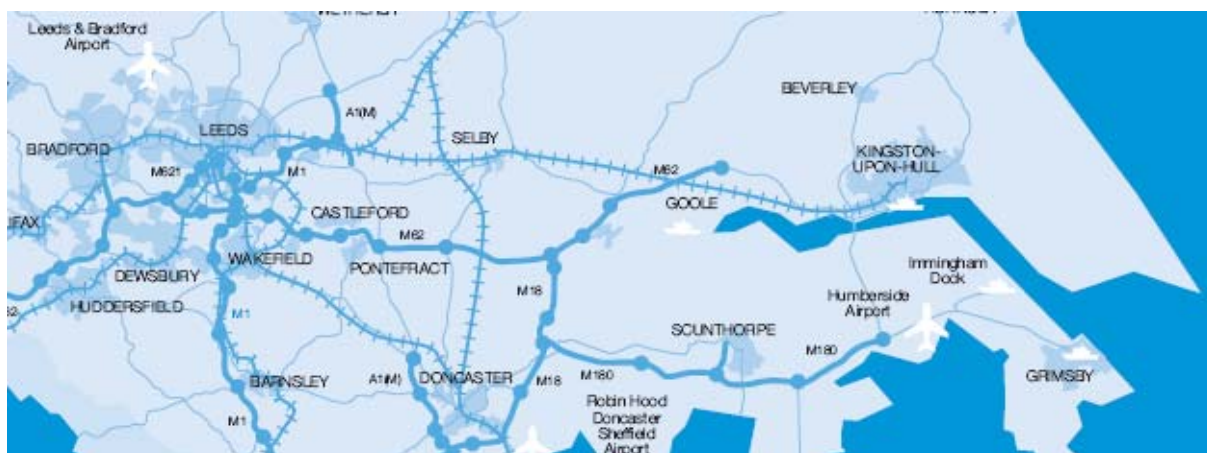 Leeds & Bradford
Airport
BEVERLEY
A1(M)
LEEDS
SELBY
BRADFORD
KINGSTON-
UPON-HULL
M621
M1
M62
GOOLE
CASTLEFORD
IFAX
M62
WAKEFIELD
PONTEFRACT
DEWSBURY
Immingham
Dock
M18
HUDDERSFIELD
Humberside
Airport
M1
SCUNTHORPE
M180
BARNSLEY
A1(M)
DONCASTER
M18
M180
GRIMSBY
M1
Robin Hood
Doncaster
Sheffield
Airport